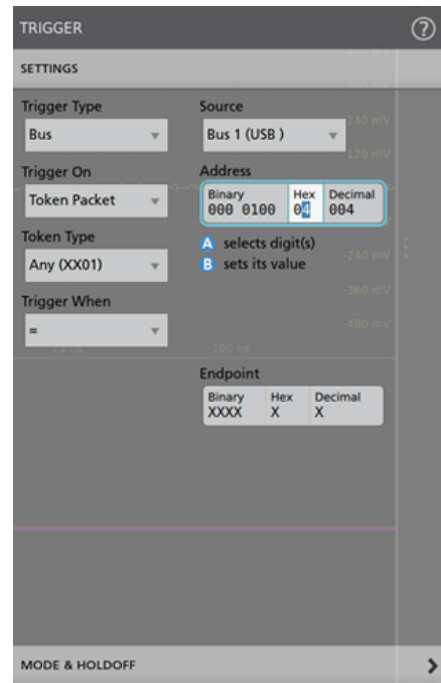 TRIGGER ?
SETTINGS
Trigger Type
Bus
Source
Bus 1 (USB )
240 mV
120 mV
Trigger On
Token Packet
Address
Binary Hex Decimal
000 0100 04 004
A selects digit(s)
B sets its value
Token Type
Any (XX01)
-240 mV
-360 mV
Trigger When
=
-480 mV
100 ns
Endpoint
Binary Hex Decimal
XXXX X X
MODE & HOLDOFF